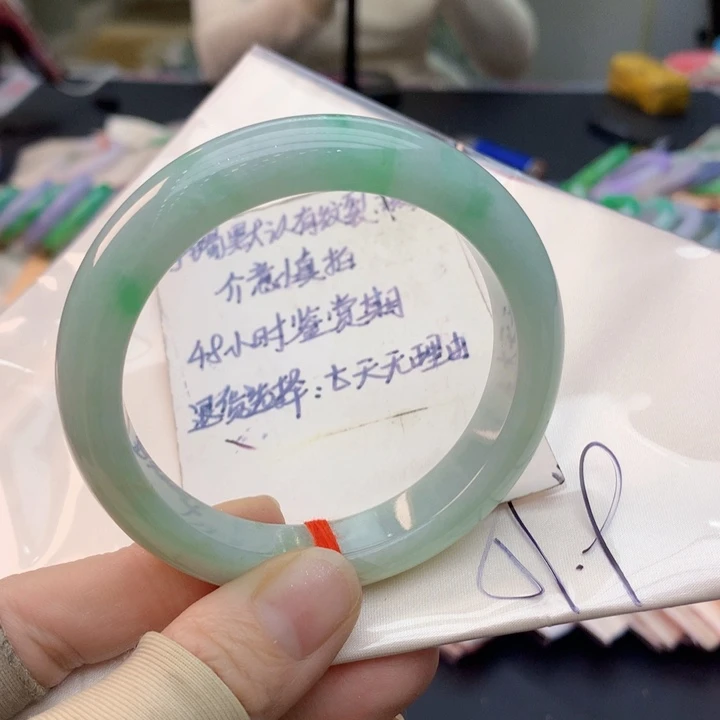 默认有纹裂
介意慎拍
48小时鉴赏期
退货选择：七天无理由